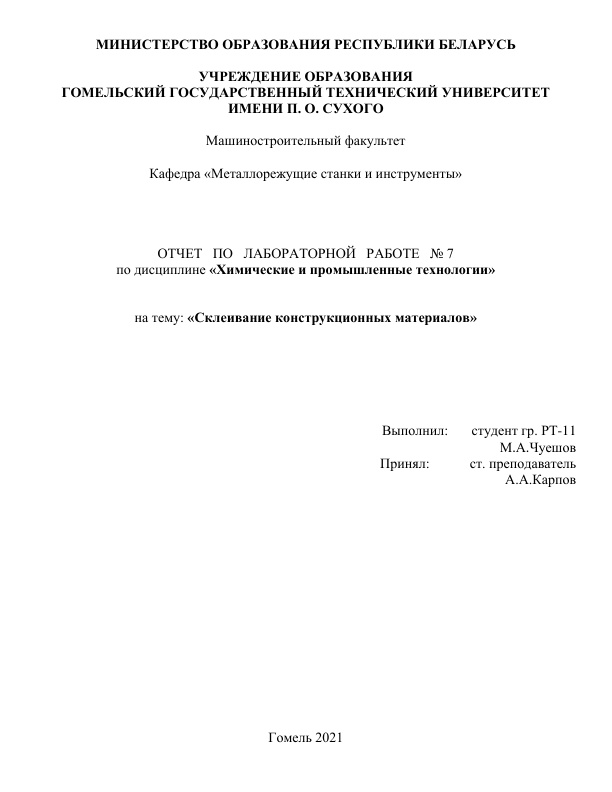 МИНИСТЕРСТВО ОБРАЗОВАНИЯ РЕСПУБЛИКИ БЕЛАРУСЬ
УЧРЕЖДЕНИЕ ОБРАЗОВАНИЯ
ГОМЕЛЬСКИЙ ГОСУДАРСТВЕННЫЙ ТЕХНИЧЕСКИЙ УНИВЕРСИТЕТ
ИМЕНИ П. О. СУХОГО
Машиностроительный факультет
Кафедра «Металлорежущие станки и инструменты»
ОТЧЕТ ПО ЛАБОРАТОРНОЙ РАБОТЕ № 7
по дисциплине «Химические и промышленные технологии»
на тему: «Склеивание конструкционных материалов»
Выполнил: студент гр. РТ-11
М.А.Чуешов
Принял: ст. преподаватель
А.А.Карпов
Гомель 2021